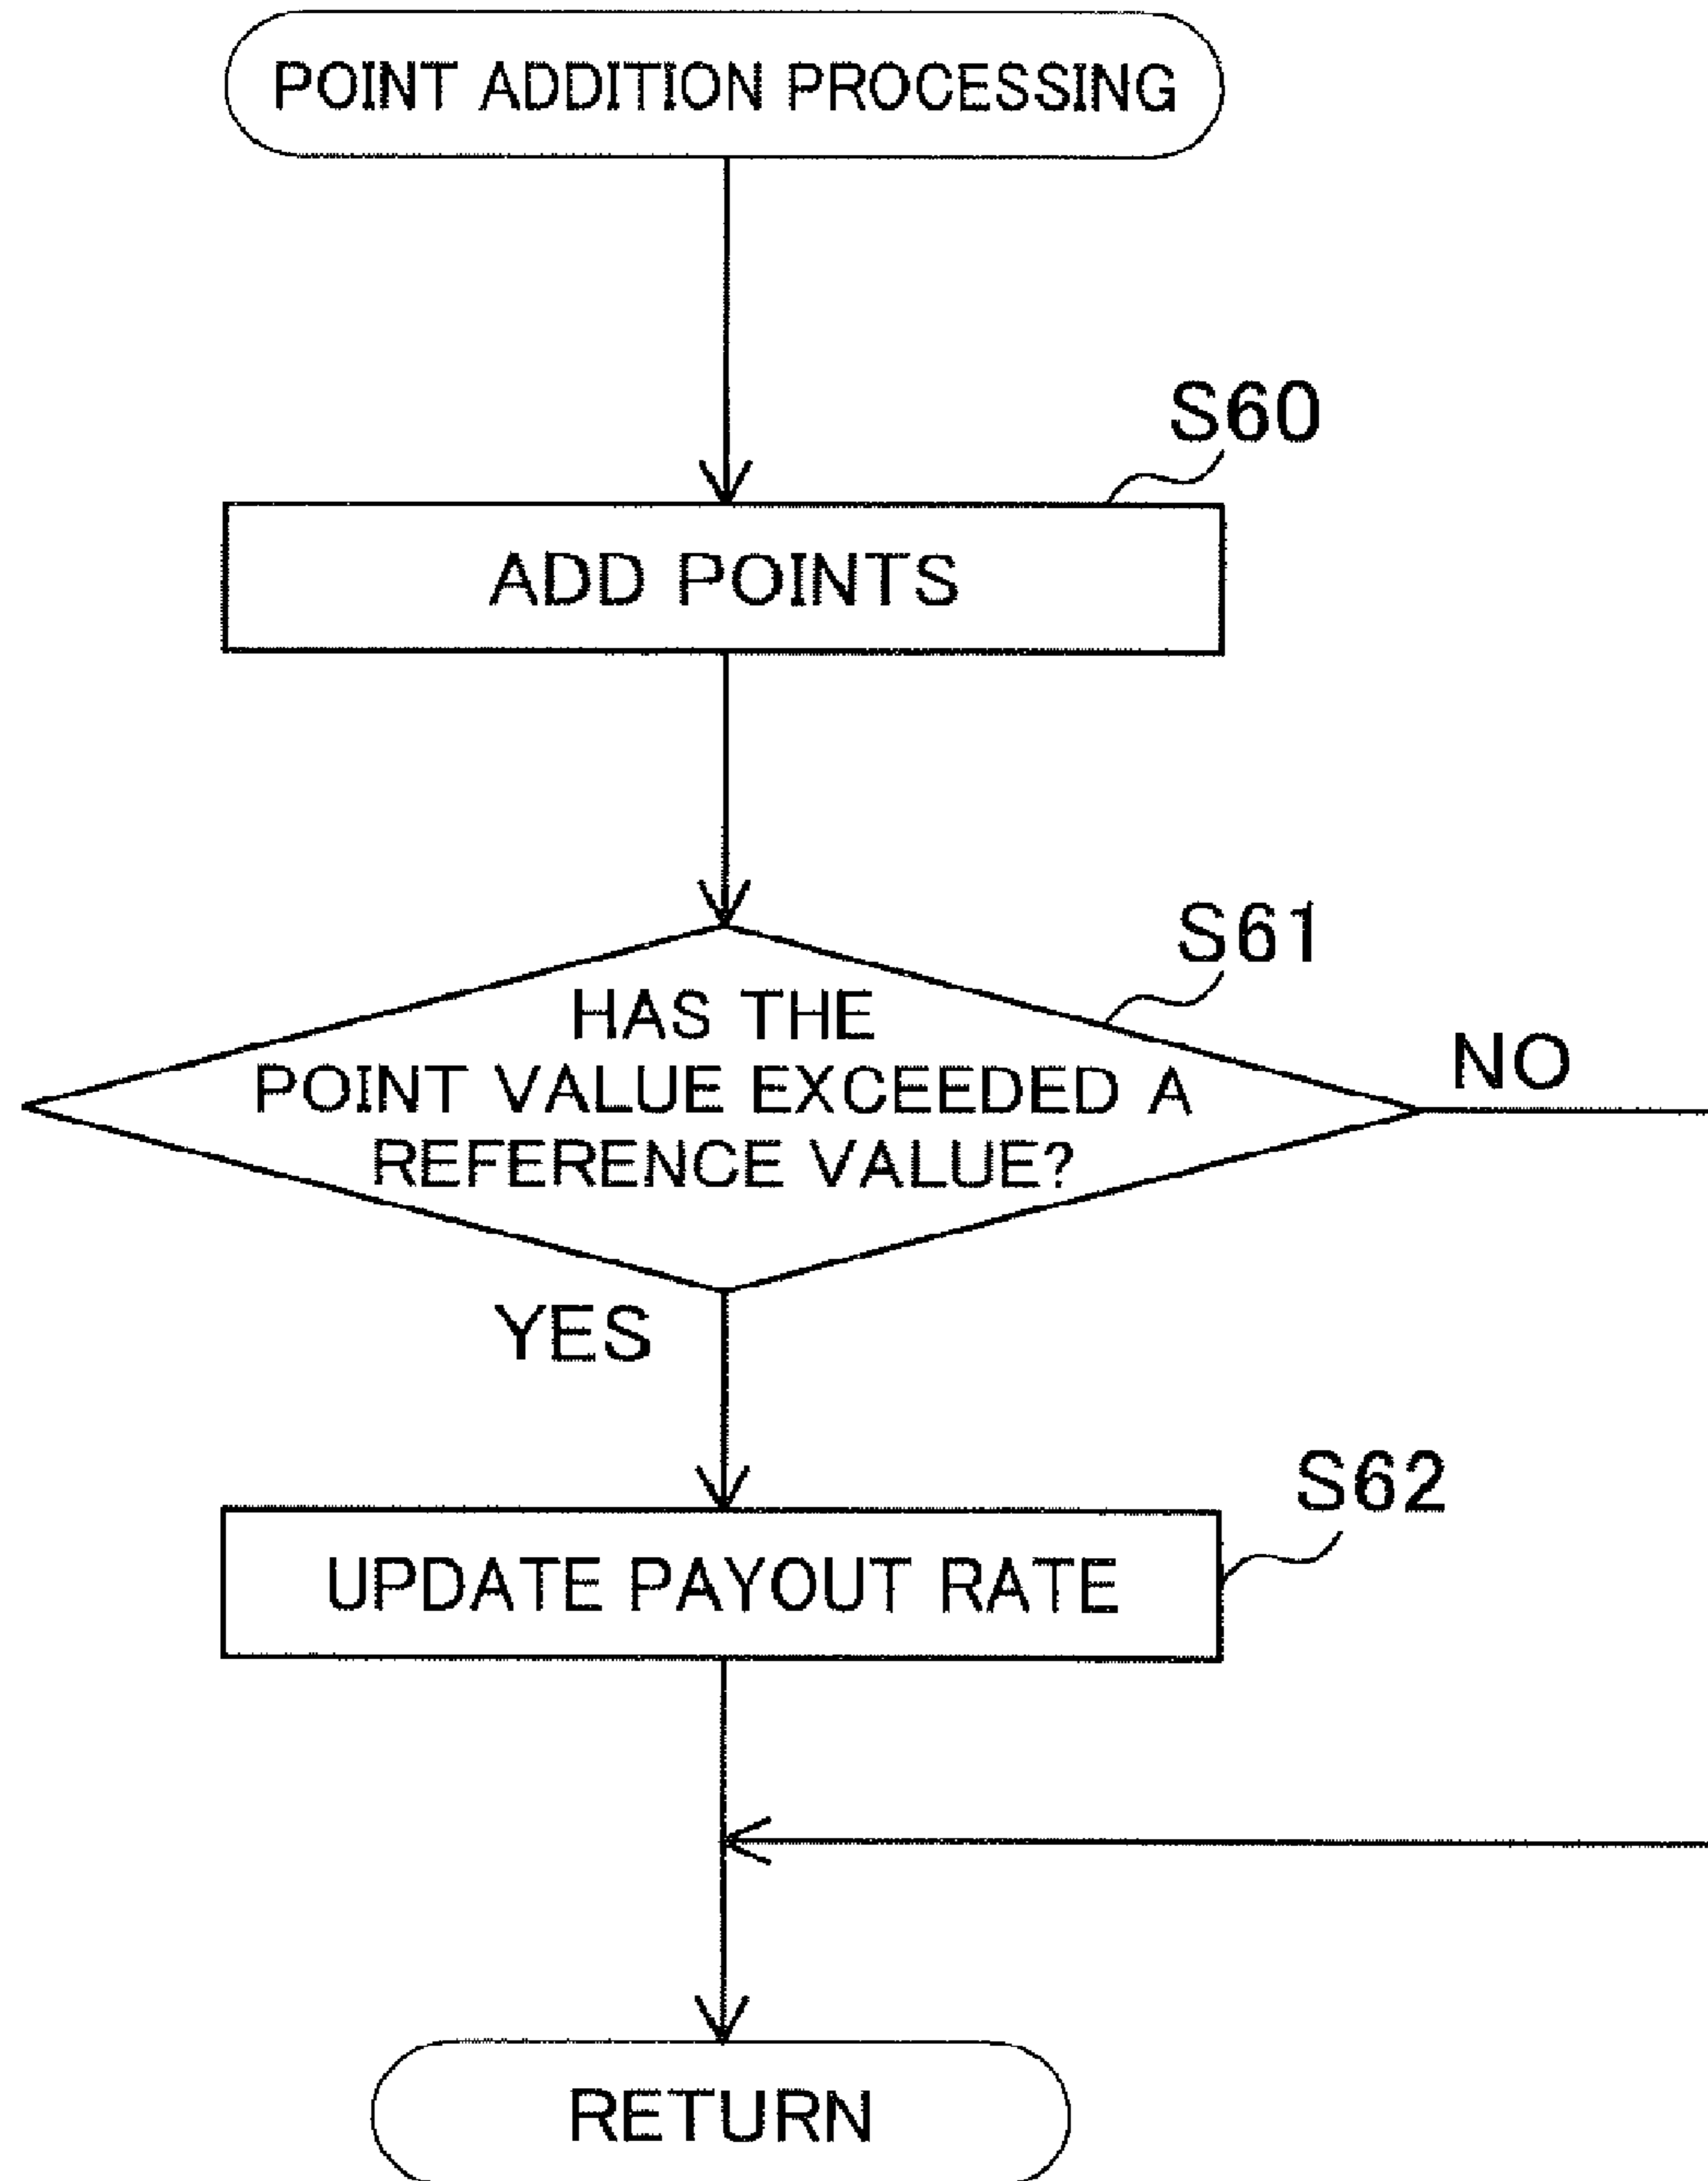 POINT ADDITION PROCESSING
S60
ADD POINTS
S61
HAS THE
POINT VALUE EXCEEDED A
REFERENCE VALUE?
NO
YES
S62
UPDATE PAYOUT RATE
RETURN